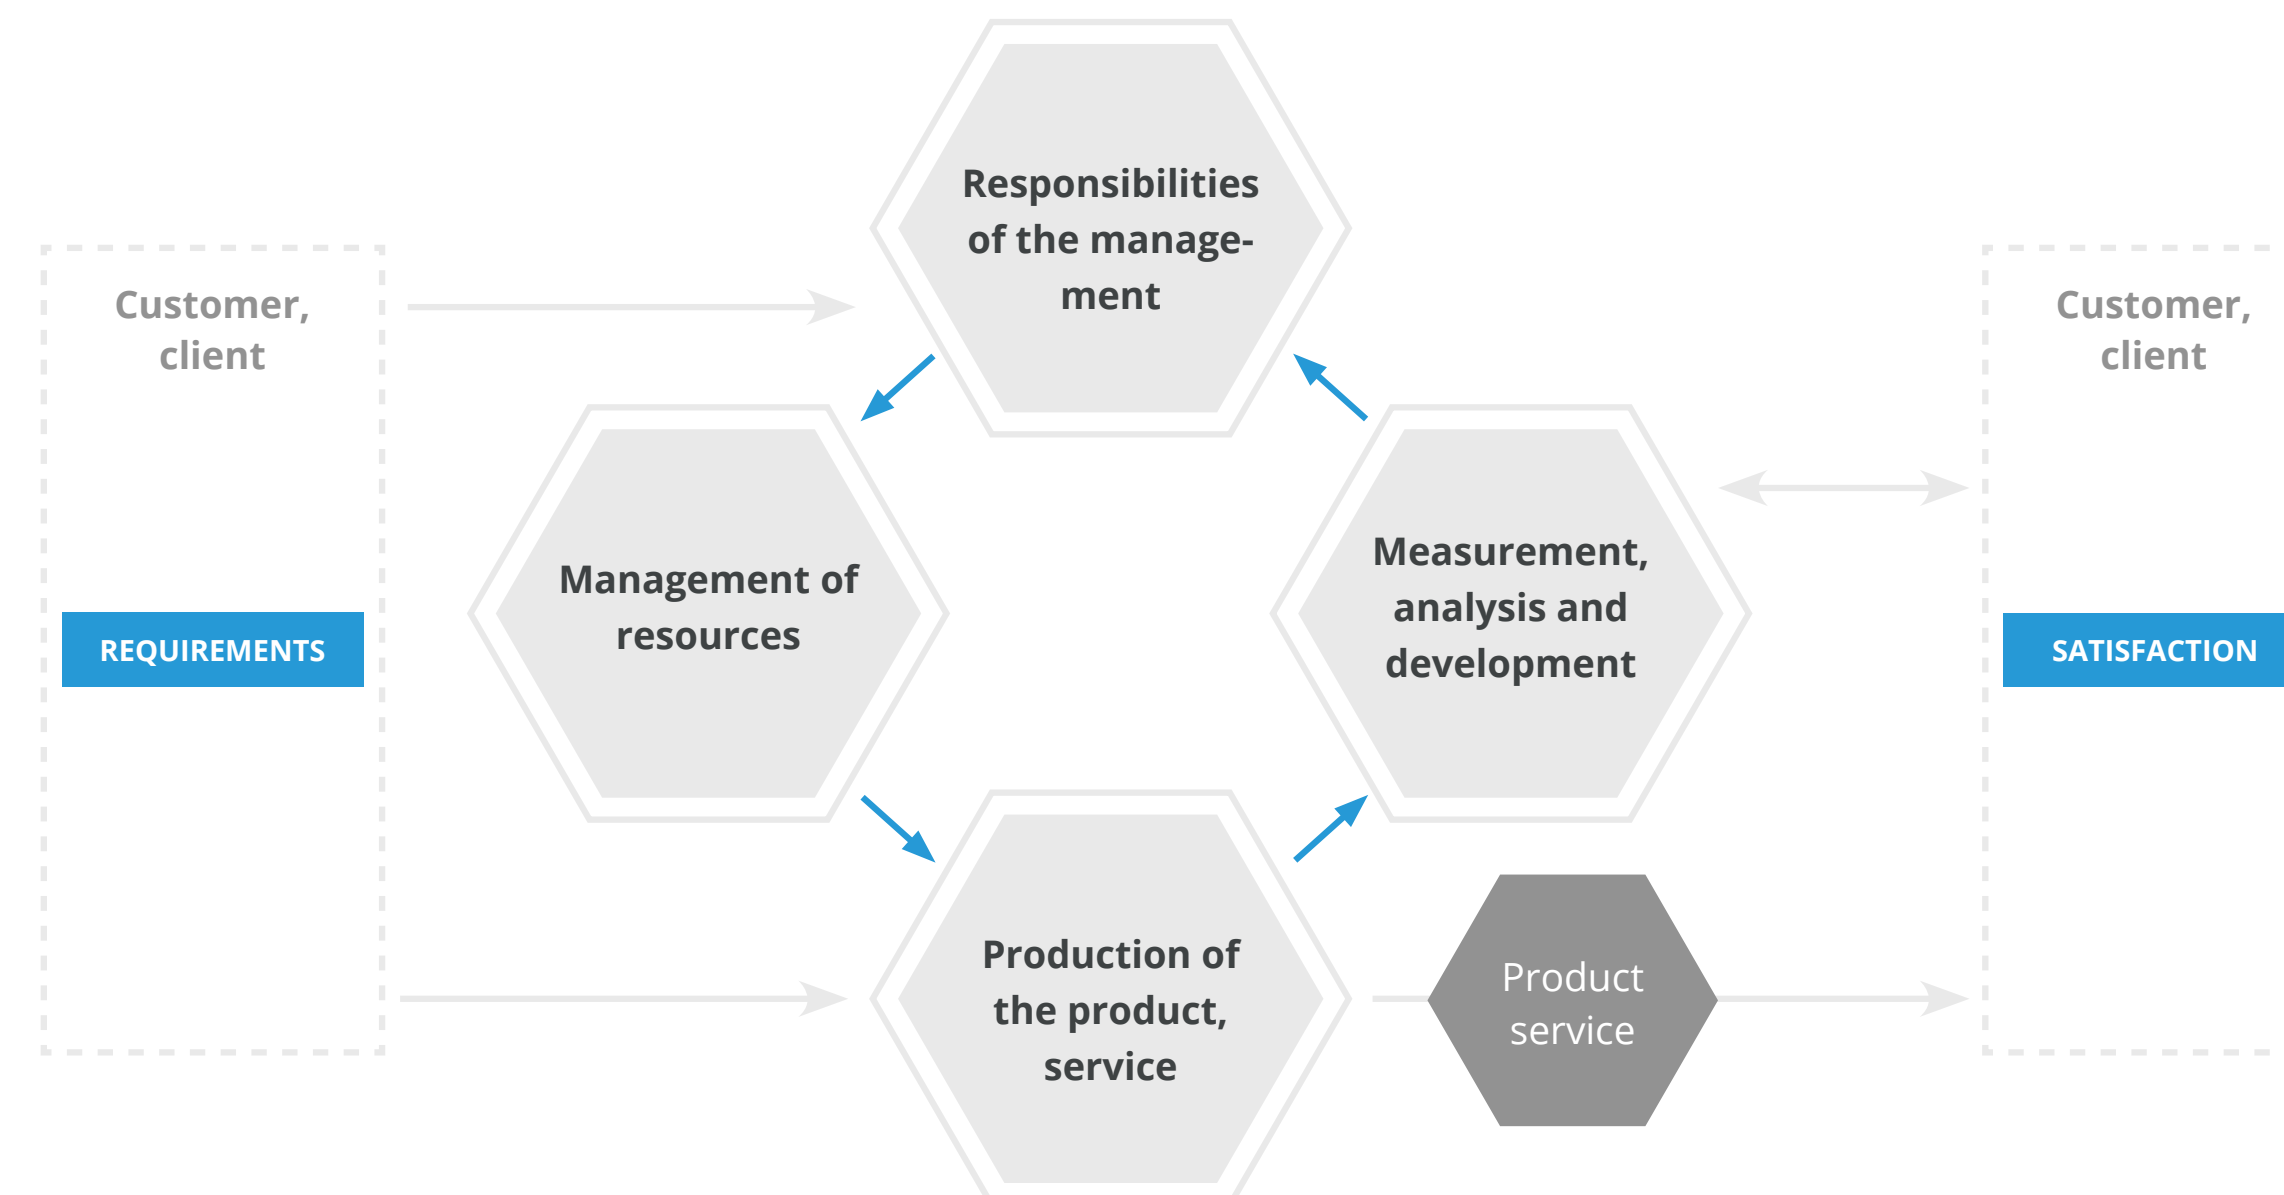 Responsibilities
of the manage-
ment
Customer,
client
REQUIREMENTS
Management of
resources
Measurement,
analysis and
development
Customer,
client
SATISFACTION
Production of
the product,
service
Product
service